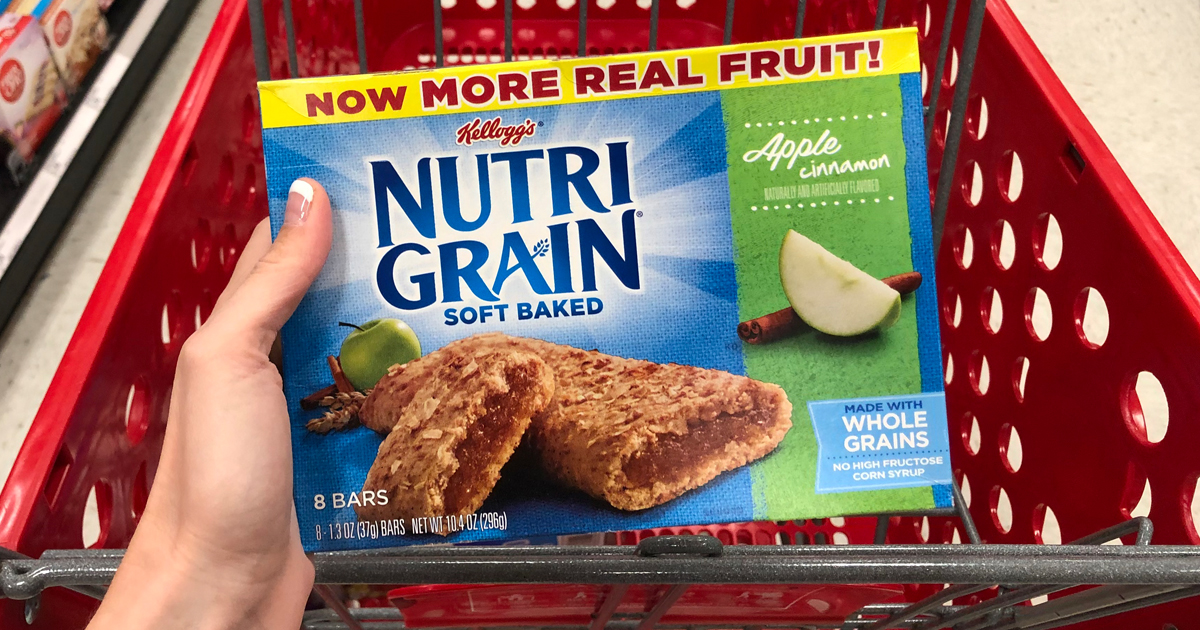 NOW MORE REAL FRUIT!
Kellogg's®
NUTRI
GRAIN®
SOFT BAKED
Apple
cinnamon
NATURALLY AND ARTIFICIALLY FLAVORED
MADE WITH
WHOLE
GRAINS
NO HIGH FRUCTOSE
CORN SYRUP
8 BARS
8 - 1.3 OZ (37g) BARS NET WT 10.4 OZ (296g)